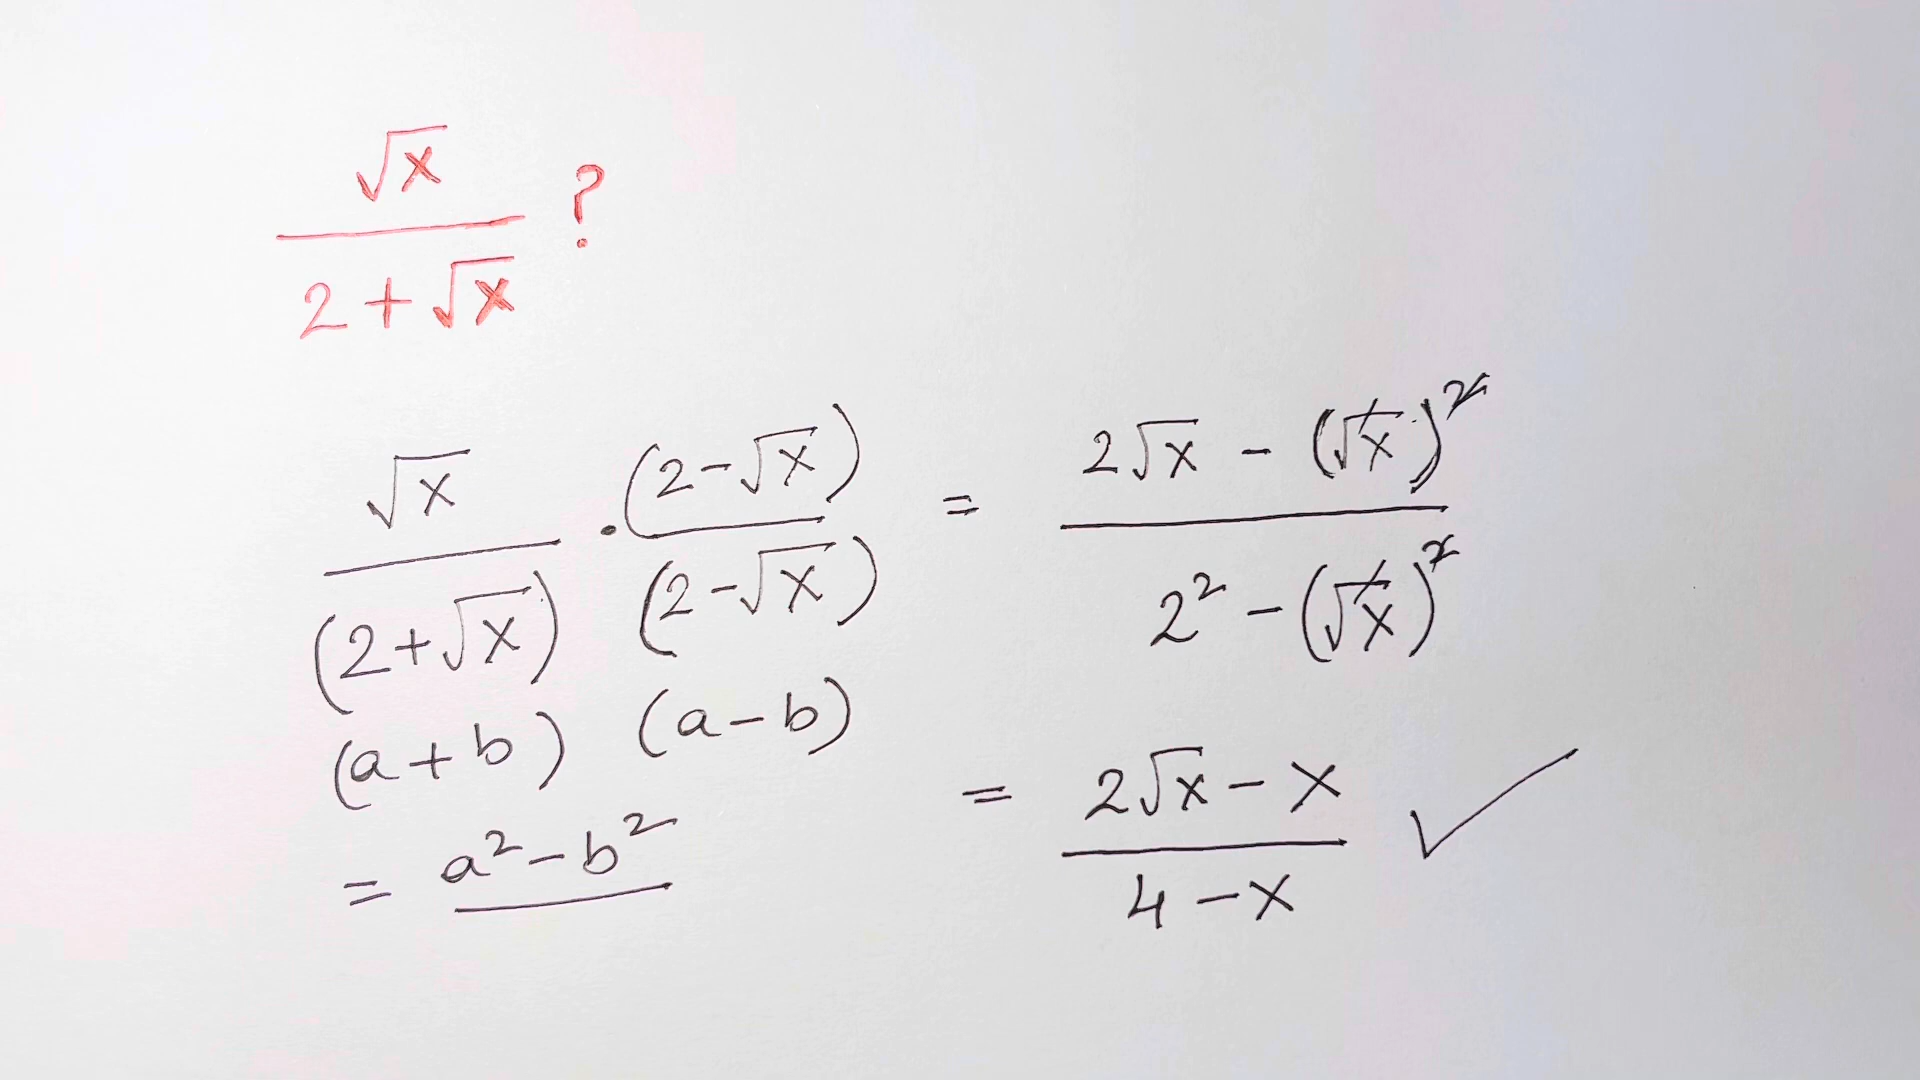 √x / (2 + √x) ?
√x / (2+√x) · (2-√x) / (2-√x) = (2√x - (√x)²) / (2² - (√x)²)
(a+b) (a-b)
= a²-b²
= (2√x - x) / (4 - x) ✓